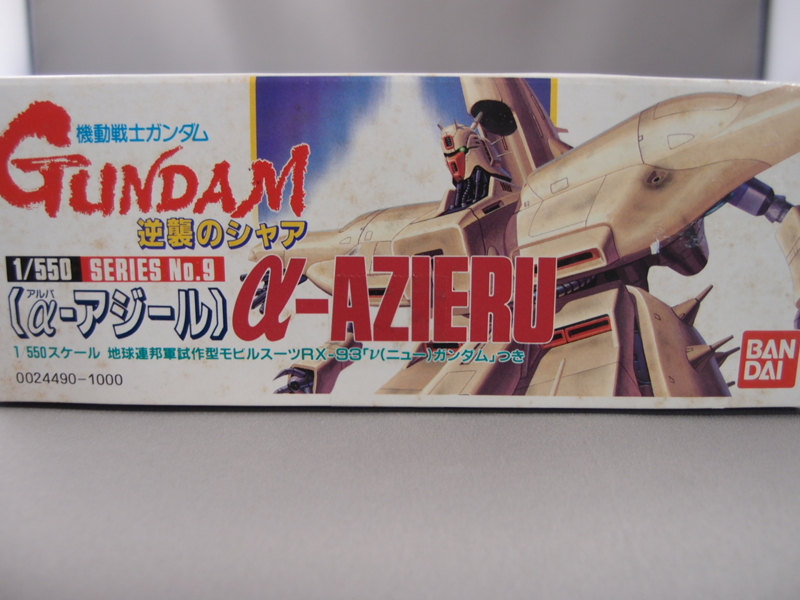 機動戦士ガンダム
GUNDAM
逆襲のシャア
1/550 SERIES No.9
アルパ
【α-アジール】 α-AZIERU
1/550スケール 地球連邦軍試作型モビルスーツRX-93「ν(ニュー)ガンダム」つき
0024490-1000
BAN
DAI